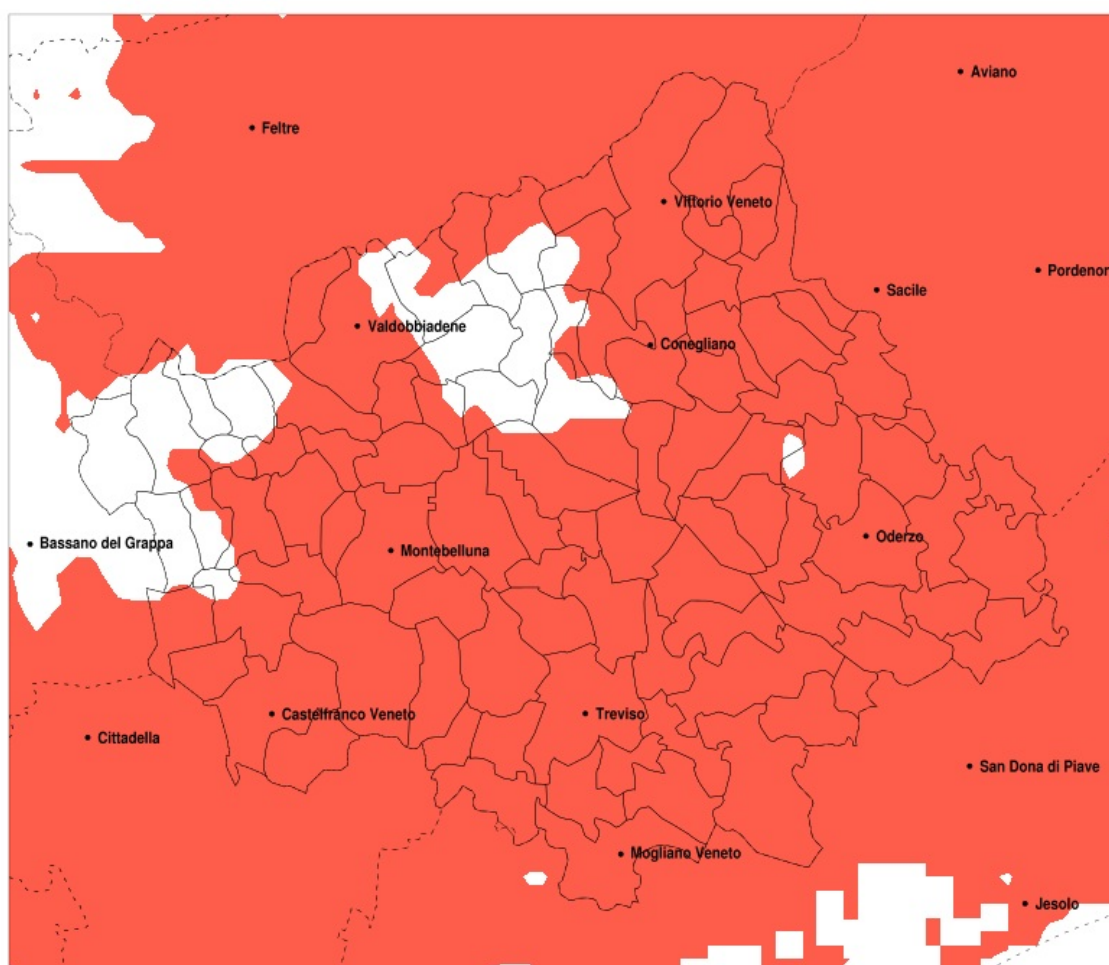 Aviano
Feltre
Vittorio Veneto
Pordenon
Sacile
Valdobbiadene
Conegliano
Oderzo
Bassano del Grappa
Montebelluna
Castelfranco Veneto
Treviso
Cittadella
San Dona di Piave
Mogliano Veneto
Jesolo